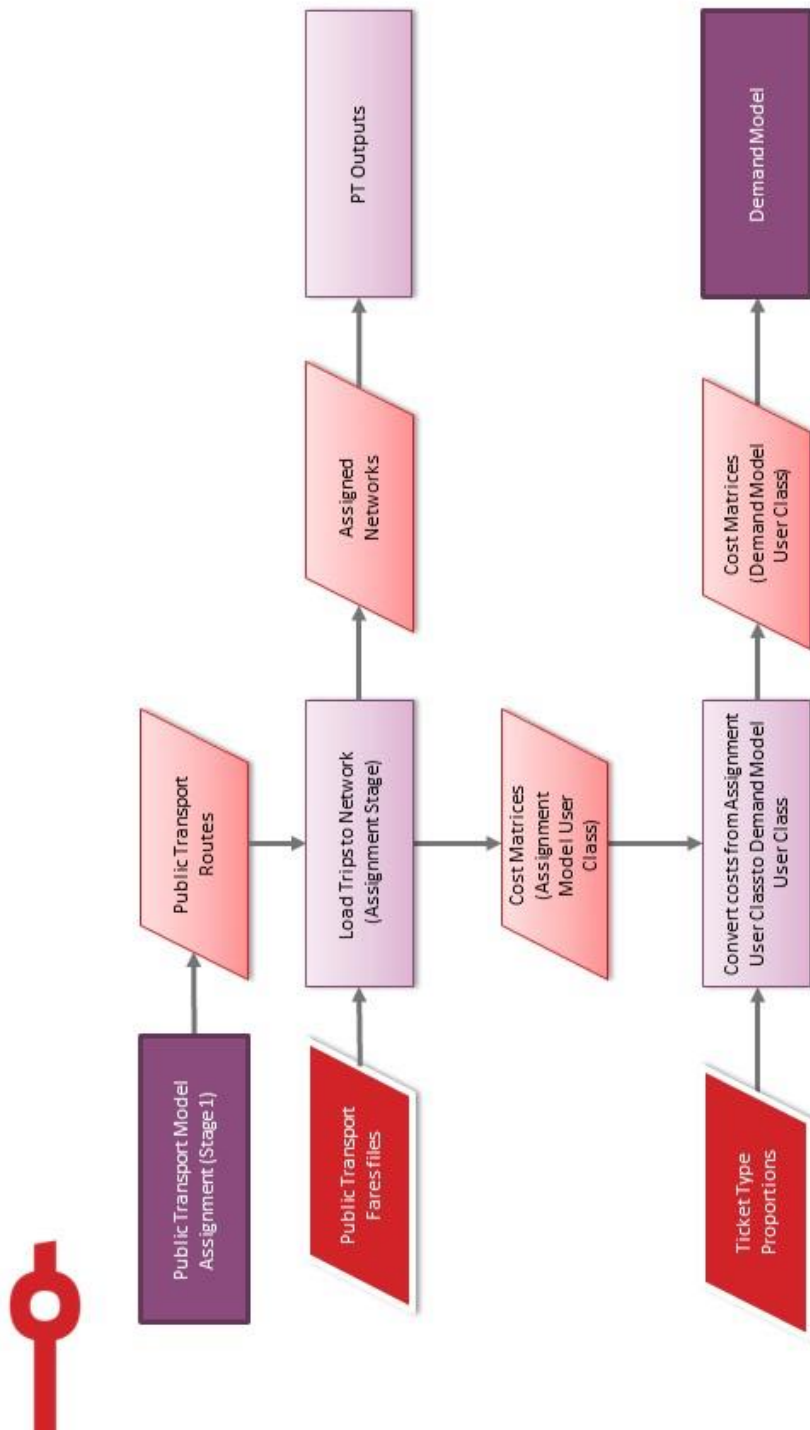 Public Transport Model
Assignment (Stage 1)
Public Transport
Routes
Public Transport
Fares files
Load Trips to Network
(Assignment Stage)
Assigned
Networks
PT Outputs
Cost Matrices
(Assignment
Model User
Class)
Ticket Type
Proportions
Convert costs from Assignment
User Class to Demand Model
User Class
Cost Matrices
(Demand Model
User Class)
Demand Model